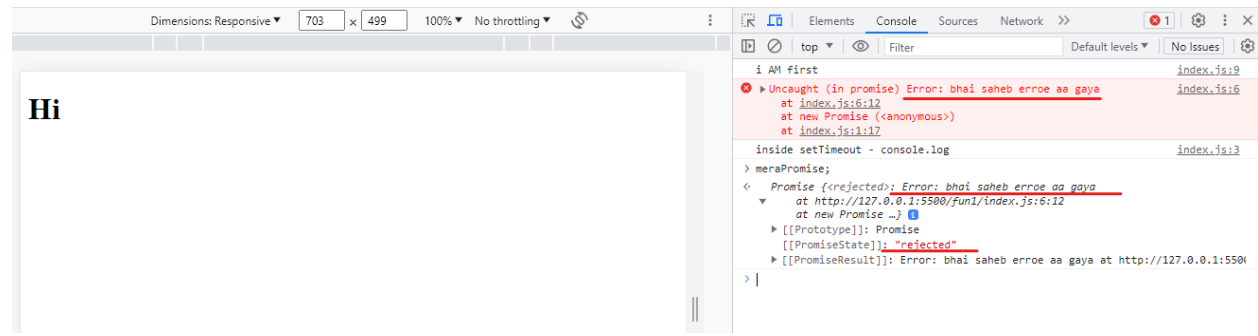 Dimensions: Responsive ▼ 703 × 499 100% ▼ No throttling ▼
Elements Console Sources Network >> 1
top ▼ Filter Default levels ▼ No Issues
Hi
i AM first index.js:9
Uncaught (in promise) Error: bhai saheb erroe aa gaya index.js:6
at index.js:6:12
at new Promise (<anonymous>)
at index.js:1:17
inside setTimeout - console.log index.js:3
> meraPromise;
Promise {<rejected>: Error: bhai saheb erroe aa gaya
at http://127.0.0.1:5500/fun1/index.js:6:12
at new Promise …} i
[[Prototype]]: Promise
[[PromiseState]]: "rejected"
[[PromiseResult]]: Error: bhai saheb erroe aa gaya at http://127.0.0.1:5500
>